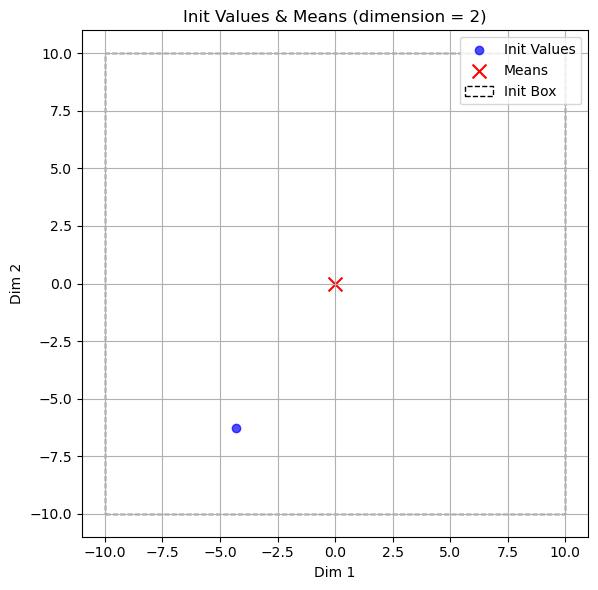 Init Values & Means (dimension = 2)
Init Values
Means
Init Box
10.0
7.5
5.0
2.5
0.0
−2.5
−5.0
−7.5
−10.0
Dim 2
−10.0 −7.5 −5.0 −2.5 0.0 2.5 5.0 7.5 10.0
Dim 1